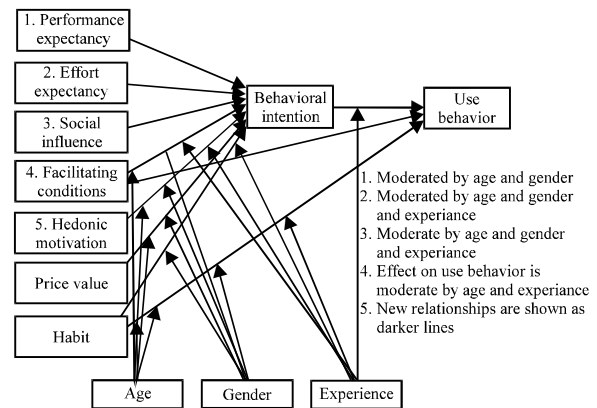 1. Performance
expectancy
2. Effort
expectancy
3. Social
influence
4. Facilitating
conditions
5. Hedonic
motivation
Price value
Habit
Behavioral
intention
Use
behavior
1. Moderated by age and gender
2. Moderated by age and gender
and experiance
3. Moderate by age and gender
and experiance
4. Effect on use behavior is
moderate by age and experiance
5. New relationships are shown as
darker lines
Age
Gender
Experience